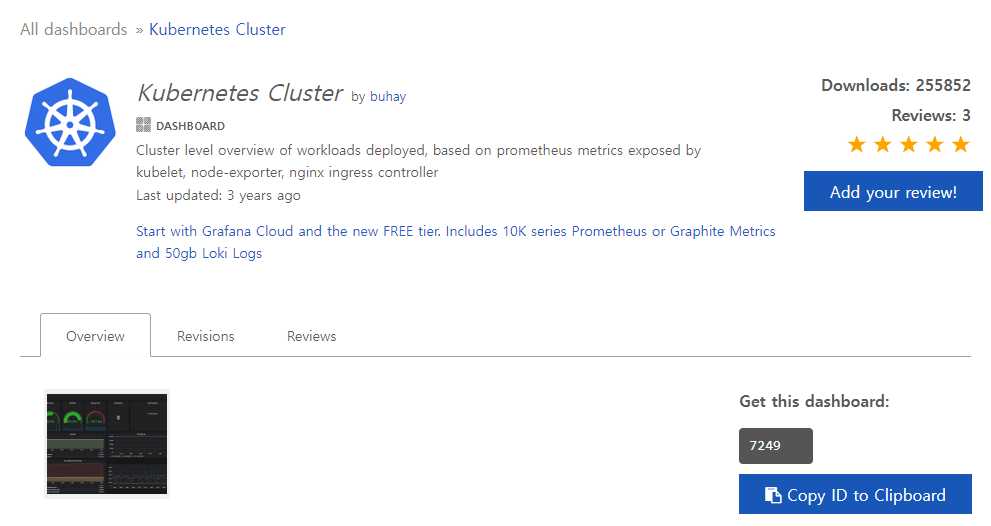 All dashboards » Kubernetes Cluster
Kubernetes Cluster by buhay
DASHBOARD
Cluster level overview of workloads deployed, based on prometheus metrics exposed by
kubelet, node-exporter, nginx ingress controller
Last updated: 3 years ago
Start with Grafana Cloud and the new FREE tier. Includes 10K series Prometheus or Graphite Metrics
and 50gb Loki Logs
Downloads: 255852
Reviews: 3
Add your review!
Overview
Revisions
Reviews
Get this dashboard:
7249
Copy ID to Clipboard